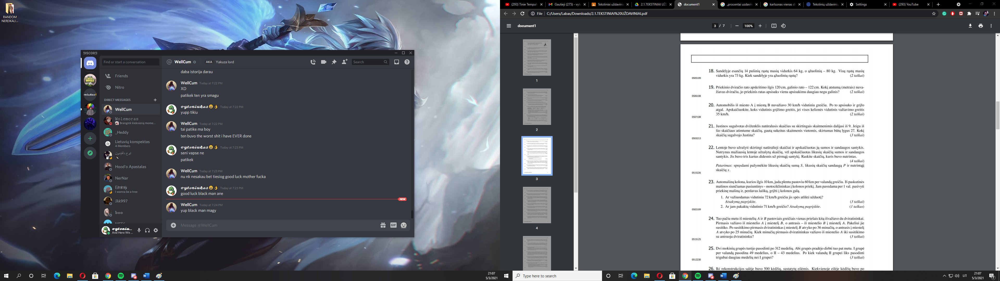 RANDOM
NEREIKALI...
DISCORD
Find or start a conversation
Friends
Nitro
DIRECT MESSAGES
WellCum
Wolemoras
Brangink kiekvieną mome...
_Heddy
Lietuvių konspektas
4 Members
Hood'o Apastalas
NerNar
Emmy
I wanna be a tree
Jλk997
vyteniu...
And Here We ...
WellCum
AKA Yakuza lord
Search
daba istorija darau
WellCum Today at 7:22 PM
XD
patikek ten yra smagu
vyteniukas😁👌 Today at 7:22 PM
yupp tikiu
WellCum Today at 7:22 PM
tai patike ma boy
ten buvo the worst shit i have EVER done
vyteniukas😁👌 Today at 7:23 PM
seni vapse ne
patikek
WellCum Today at 7:23 PM
nu nk nesakau bet tiesiog good luck mother fucka
vyteniukas😁👌 Today at 7:23 PM
good luck black man ane
NEW
WellCum Today at 7:24 PM
yup black man magy
Message @WellCum
GIF
21:07
5/3/2021
(293) Tinie Tempah
Gautieji (275) - vyte
Tekstiniai uždavinia
2.1.TEKSTINIAI UŽD
document1
„procentai uzdavin
karlsonas vienas di
Tekstinių uždavinių
Settings
(293) YouTube
File C:/Users/Labas/Downloads/2.1.TEKSTINIAI%20UŽDAVINIAI.pdf
document1
3 / 7
100%
1
2
3
4
18. Sandėlyje esančių 14 pušinių rąstų masių vidurkis 64 kg, o ąžuolinių – 80 kg. Visų rąstų masių
vidurkis yra 73 kg. Kiek sandėlyje yra ąžuolinių rąstų? (2 taškai)
0505109
19. Priekinio dviračio rato apskritimo ilgis 120 cm, galinio rato – 122 cm. Kokį atstumą (metrais) nuva-
žiavus dviračiu, jo priekinis ratas apsisuks vienu apsisukimu daugiau negu galinis? (2 taškai)
0506108
20. Automobilis iš miesto A į miestą B nuvažiavo 30 km/h vidutiniu greičiu. Po to apsisuko ir grįžo
atgal. Apskaičiuokite, koks vidutinis grįžimo greitis, jei visos kelionės vidutinis važiavimo greitis
35 km/h. (2 taškai)
0507108
21. Justinos sugalvotas dviženklis natūralusis skaičius su skirtingais skaitmenimis dalijasi iš 9. Jeigu iš
šio skaičiaus atimtume skaičių, gautą sukeitus skaitmenis vietomis, skirtumas būtų lygus 27. Kokį
skaičių sugalvojo Justina? (3 taškai)
0503213
22. Lentoje buvo užrašyti skirtingi natūralieji skaičiai ir apskaičiuotas jų sumos ir sandaugos santykis.
Nutrynus mažiausią lentoje užrašytą skaičių, vėl apskaičiuotas likusių skaičių sumos ir sandaugos
santykis. Jis buvo tris kartus didesnis už pirmąjį santykį. Raskite skaičių, kuris buvo nutrintas.
(4 taškai)
Patarimas: spręsdami pažymėkite likusių skaičių sumą S, likusių skaičių sandaugą P ir nutrintąjį
skaičių x.
0515226
23. Automašinų kolona, kurios ilgis 10 km, juda plentu pastoviu 60 km per valandą greičiu. Iš paskutinės
mašinos siunčiamas pasiuntinys – motociklininkas į kolonos priekį. Jam pavedama per 1 val. pasivyti
priekinę mašiną ir, perdavus laišką, grįžti į kolonos galą.
1. Ar važiuodamas vidutiniu 72 km/h greičiu jis spės atlikti užduotį?
Atsakymą pagrįskite. (3 taškai)
2. Ar jam pakaktų vidutinio 71 km/h greičio? Atsakymą pagrįskite. (1 taškas)
0502109
24. Tuo pačiu metu iš miestelių A ir B pastoviais greičiais vienas priešais kitą išvažiavo du dviratininkai.
Pirmasis važiavo iš miestelio A į miestelį B, o antrasis – iš miestelio B į miestelį A. Pakeliui jie
susitiko. Po susitikimo pirmasis dviratininkas į miestelį B atvyko po 36 minučių, o antrasis į miestelį
A atvyko po 25 minučių. Kiek minučių pirmasis dviratininkas važiavo iš miestelio A iki susitikimo
su antruoju dviratininku? (3 taškai)
0515125
25. Dvi mokinių grupės turėjo pasodinti po 312 medelių. Abi grupės pradėjo dirbti tuo pat metu. I grupė
per valandą pasodina 49 medelius, o II – 43 medelius. Po kiek valandų II grupei liks pasodinti
trigubai daugiau medelių nei I grupei? (3 taškai)
0512230
26. Iki rekonstrukcijos salėje buvo 500 kėdžių, sustatytų eilėmis. Kiekvienoje eilėje kėdžių buvo po
Type here to search
LIT
21:07
5/3/2021